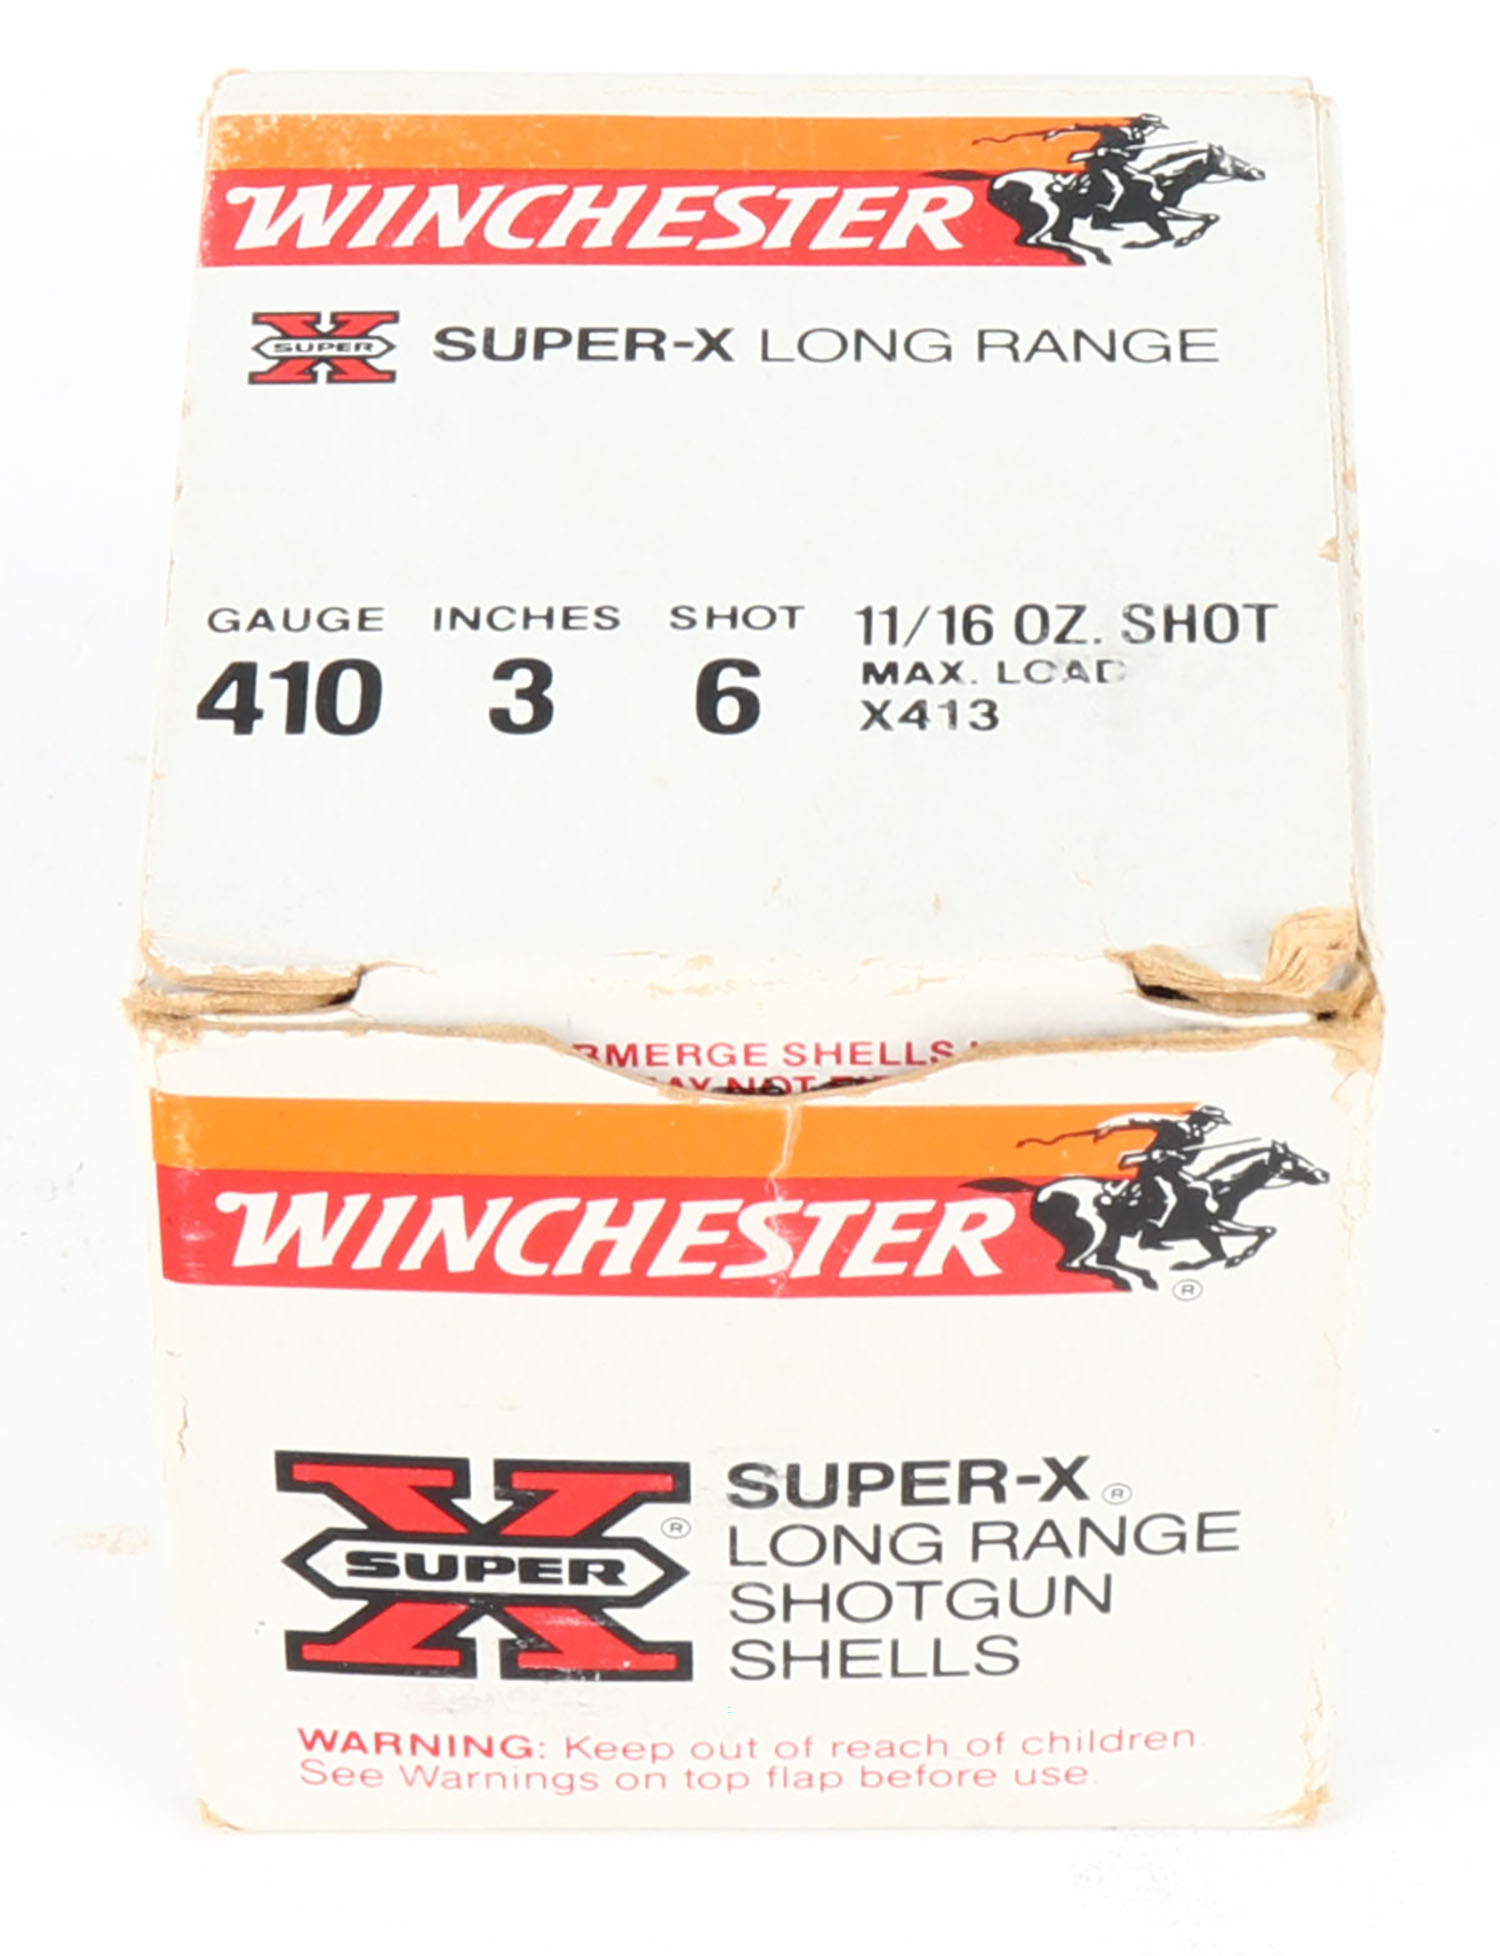 WINCHESTER
SUPER SUPER-X LONG RANGE
GAUGE INCHES SHOT 11/16 OZ. SHOT
410 3 6 MAX. LOAD
X413
SHELLS
NOT
WINCHESTER
®
SUPER ® SUPER-X ®
LONG RANGE
SHOTGUN
SHELLS
WARNING: Keep out of reach of children.
See Warnings on top flap before use.